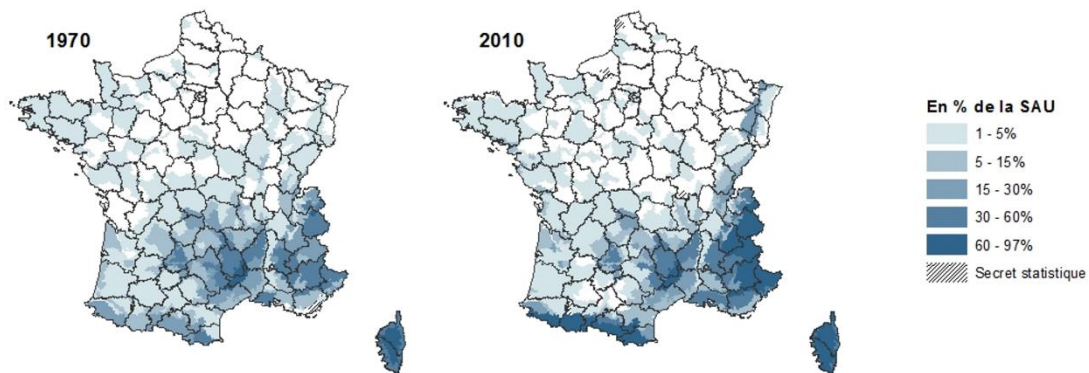 1970
2010
En % de la SAU
1 - 5%
5 - 15%
15 - 30%
30 - 60%
60 - 97%
Secret statistique